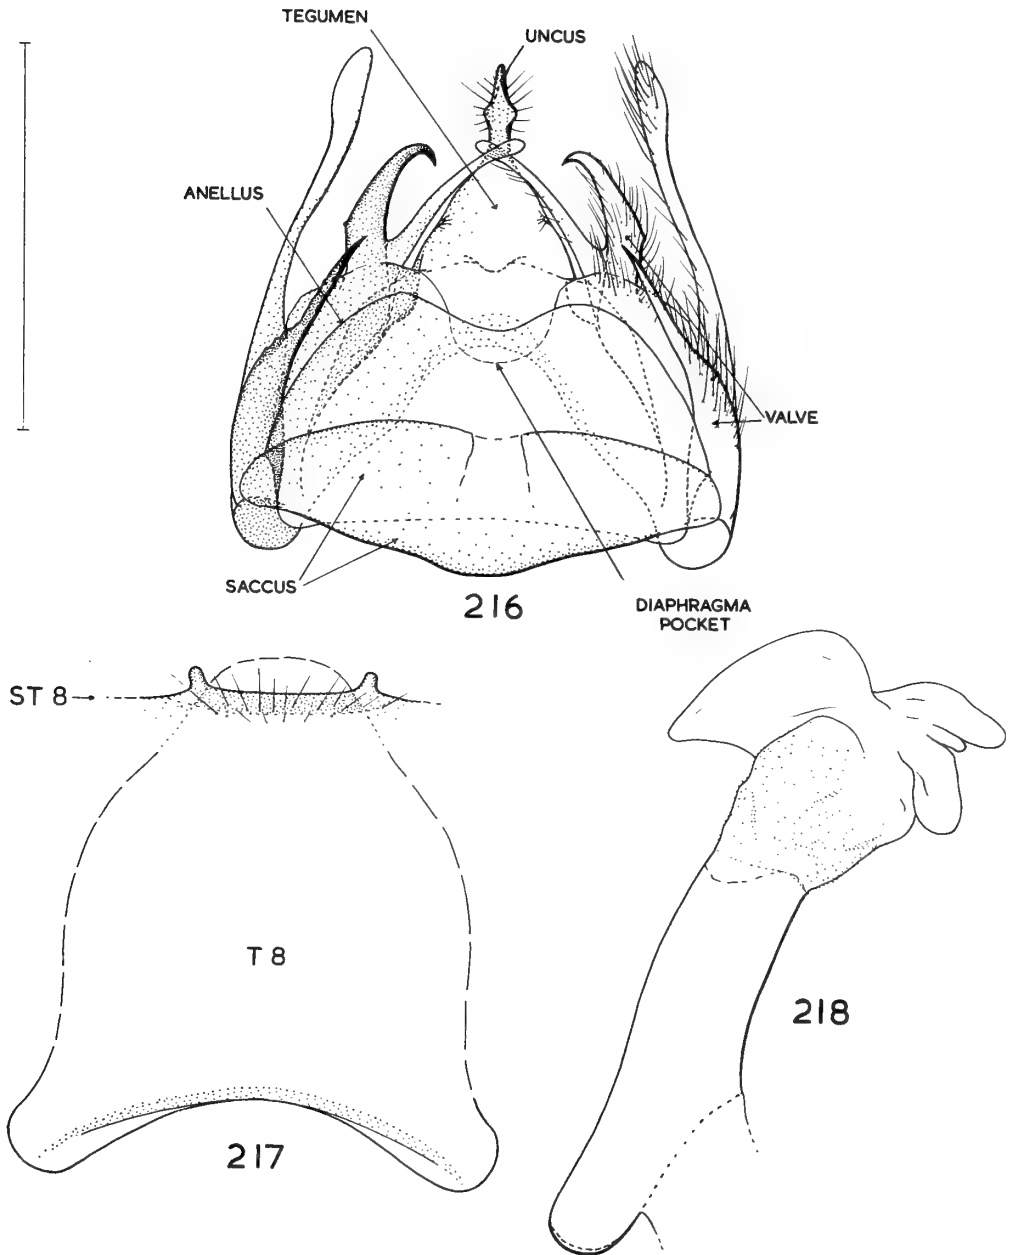 TEGUMEN
UNCUS
ANELLUS
VALVE
SACCUS
216
DIAPHRAGMA
POCKET
ST 8
T 8
218
217